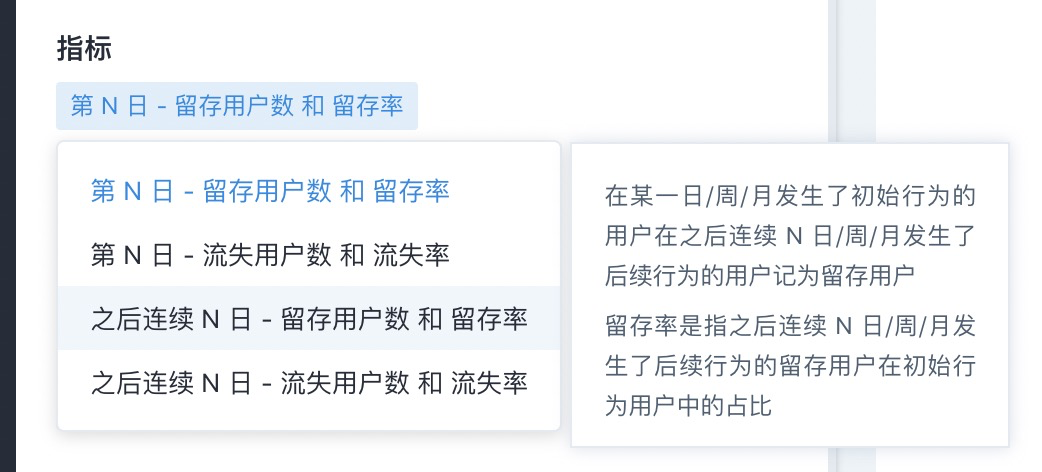 指标
第 N 日 - 留存用户数 和 留存率
第 N 日 - 留存用户数 和 留存率
第 N 日 - 流失用户数 和 流失率
之后连续 N 日 - 留存用户数 和 留存率
之后连续 N 日 - 流失用户数 和 流失率
在某一日/周/月发生了初始行为的
用户在之后连续 N 日/周/月发生了
后续行为的用户记为留存用户
留存率是指之后连续 N 日/周/月发
生了后续行为的留存用户在初始行
为用户中的占比